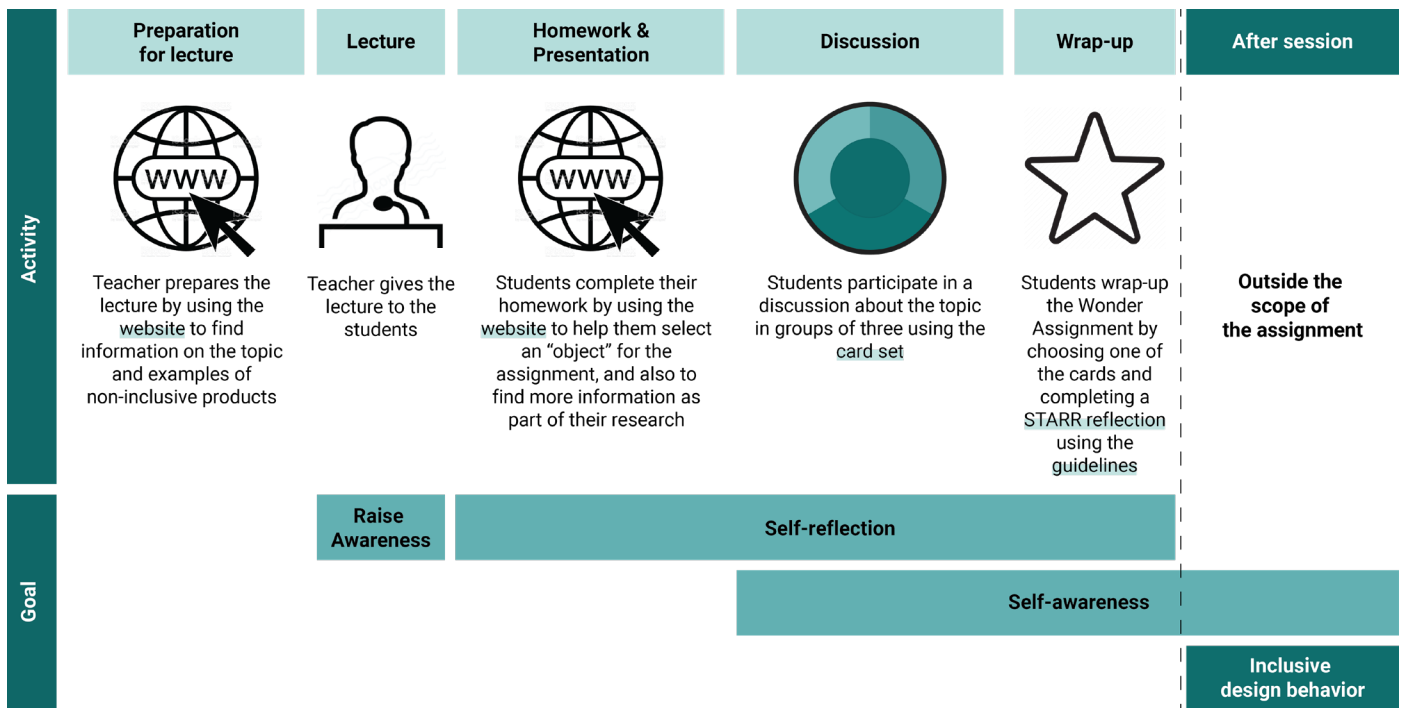 Preparation
for lecture
Lecture
Homework &
Presentation
Discussion
Wrap-up
After session
Activity
WWW
WWW
Teacher prepares the
lecture by using the
website to find
information on the topic
and examples of
non-inclusive products
Teacher gives the
lecture to the
students
Students complete their
homework by using the
website to help them select
an “object” for the
assignment, and also to
find more information as
part of their research
Students participate in a
discussion about the topic
in groups of three using the
card set
Students wrap-up
the Wonder
Assignment by
choosing one of
the cards and
completing a
STARR reflection
using the
guidelines
Outside the
scope of
the assignment
Goal
Raise
Awareness
Self-reflection
Self-awareness
Inclusive
design behavior